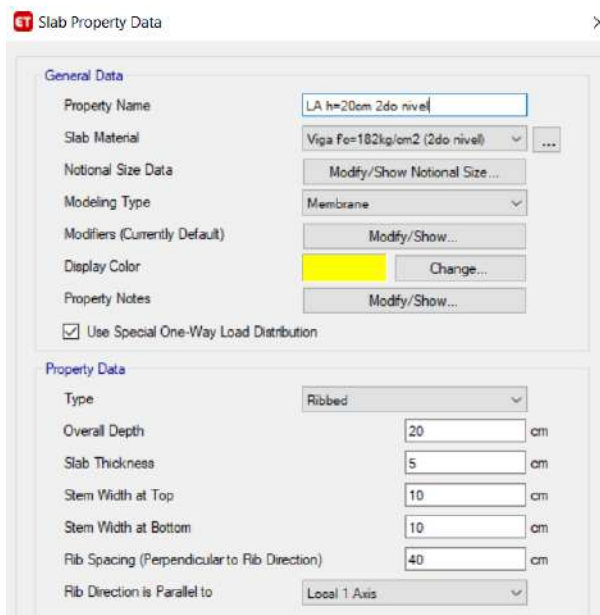 ET Slab Property Data
General Data
Property Name LA h=20cm 2do nivel
Slab Material Viga f'c=182kg/cm2 (2do nivel) ...
Notional Size Data Modify/Show Notional Size...
Modeling Type Membrane
Modifiers (Currently Default) Modify/Show...
Display Color Change...
Property Notes Modify/Show...
Use Special One-Way Load Distribution
Property Data
Type Ribbed
Overall Depth 20 cm
Slab Thickness 5 cm
Stem Width at Top 10 cm
Stem Width at Bottom 10 cm
Rib Spacing (Perpendicular to Rib Direction) 40 cm
Rib Direction is Parallel to Local 1 Axis